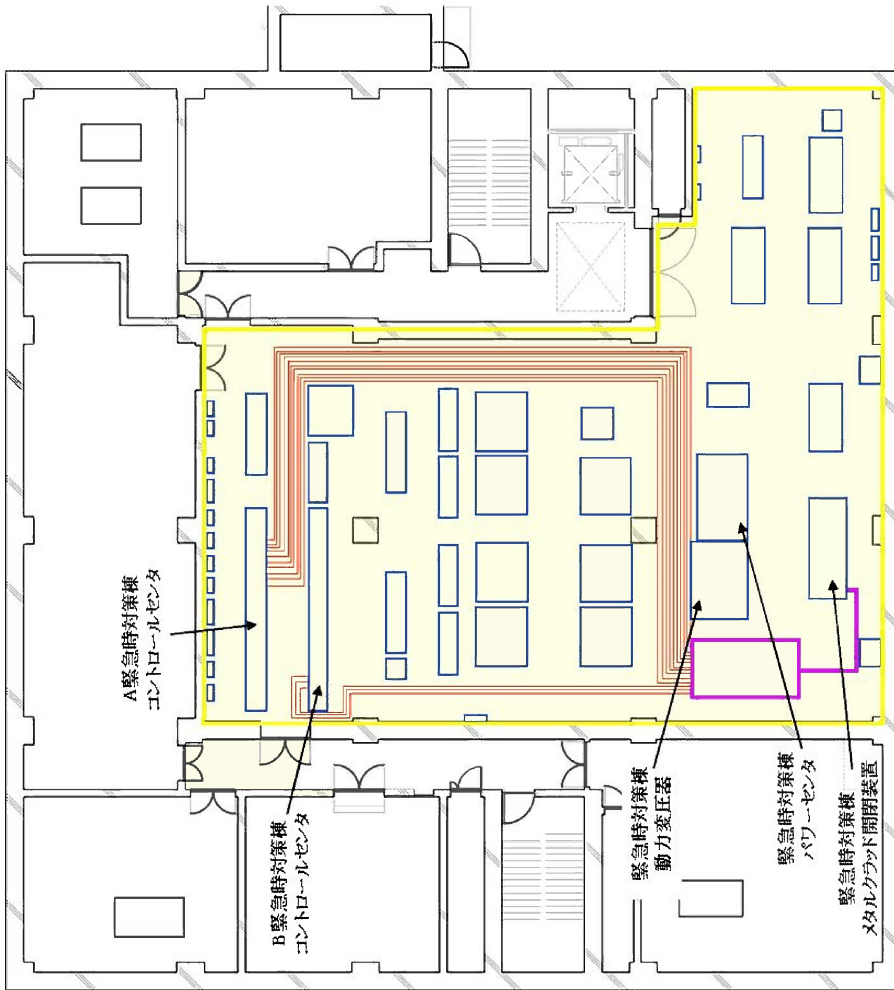 A緊急時対策棟
コントロールセンタ
B緊急時対策棟
コントロールセンタ
緊急時対策棟
動力変圧器
緊急時対策棟
パワーセンタ
緊急時対策棟
メタルクラッド開閉装置